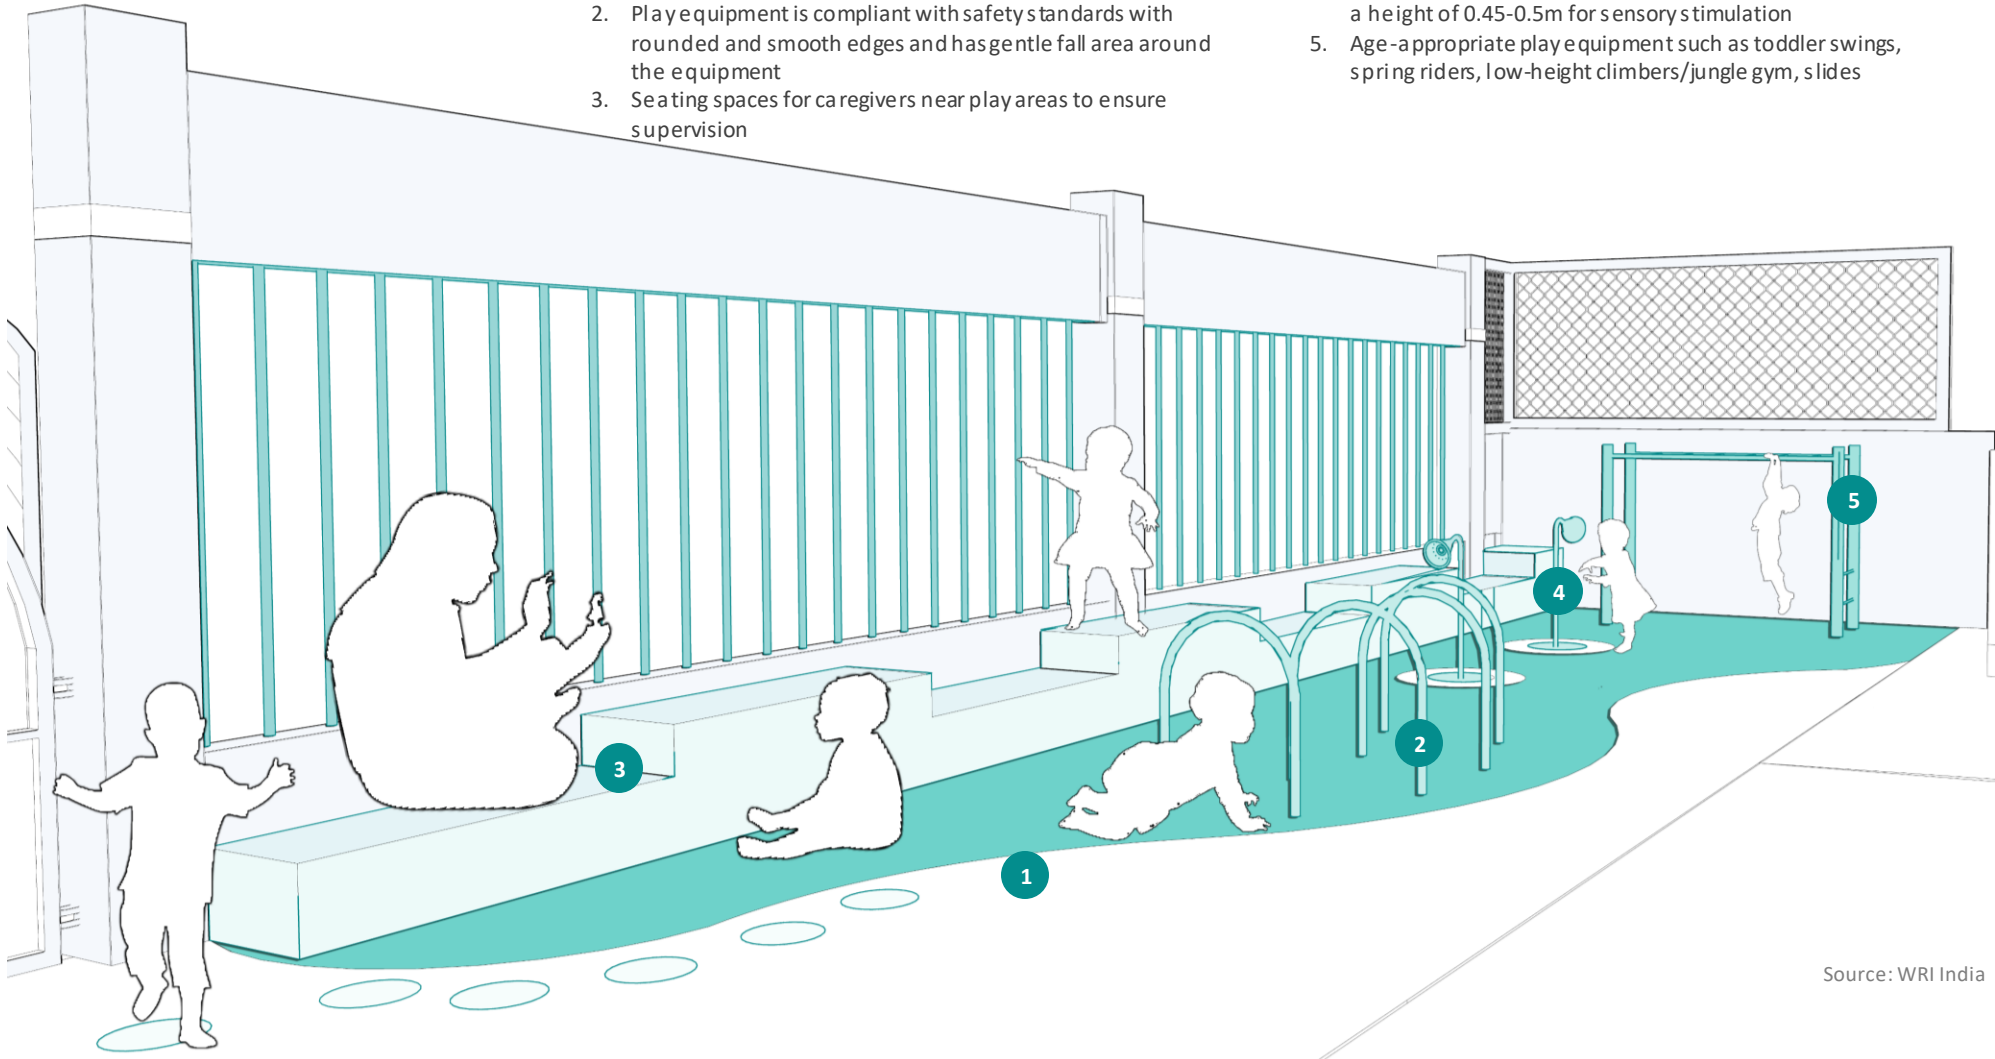 2. Play equipment is compliant with safety standards with
rounded and smooth edges and has gentle fall area around
the equipment
3. Seating spaces for caregivers near play areas to ensure
supervision
a height of 0.45-0.5m for sensory stimulation
5. Age-appropriate play equipment such as toddler swings,
spring riders, low-height climbers/jungle gym, slides
5
4
2
3
1
Source: WRI India